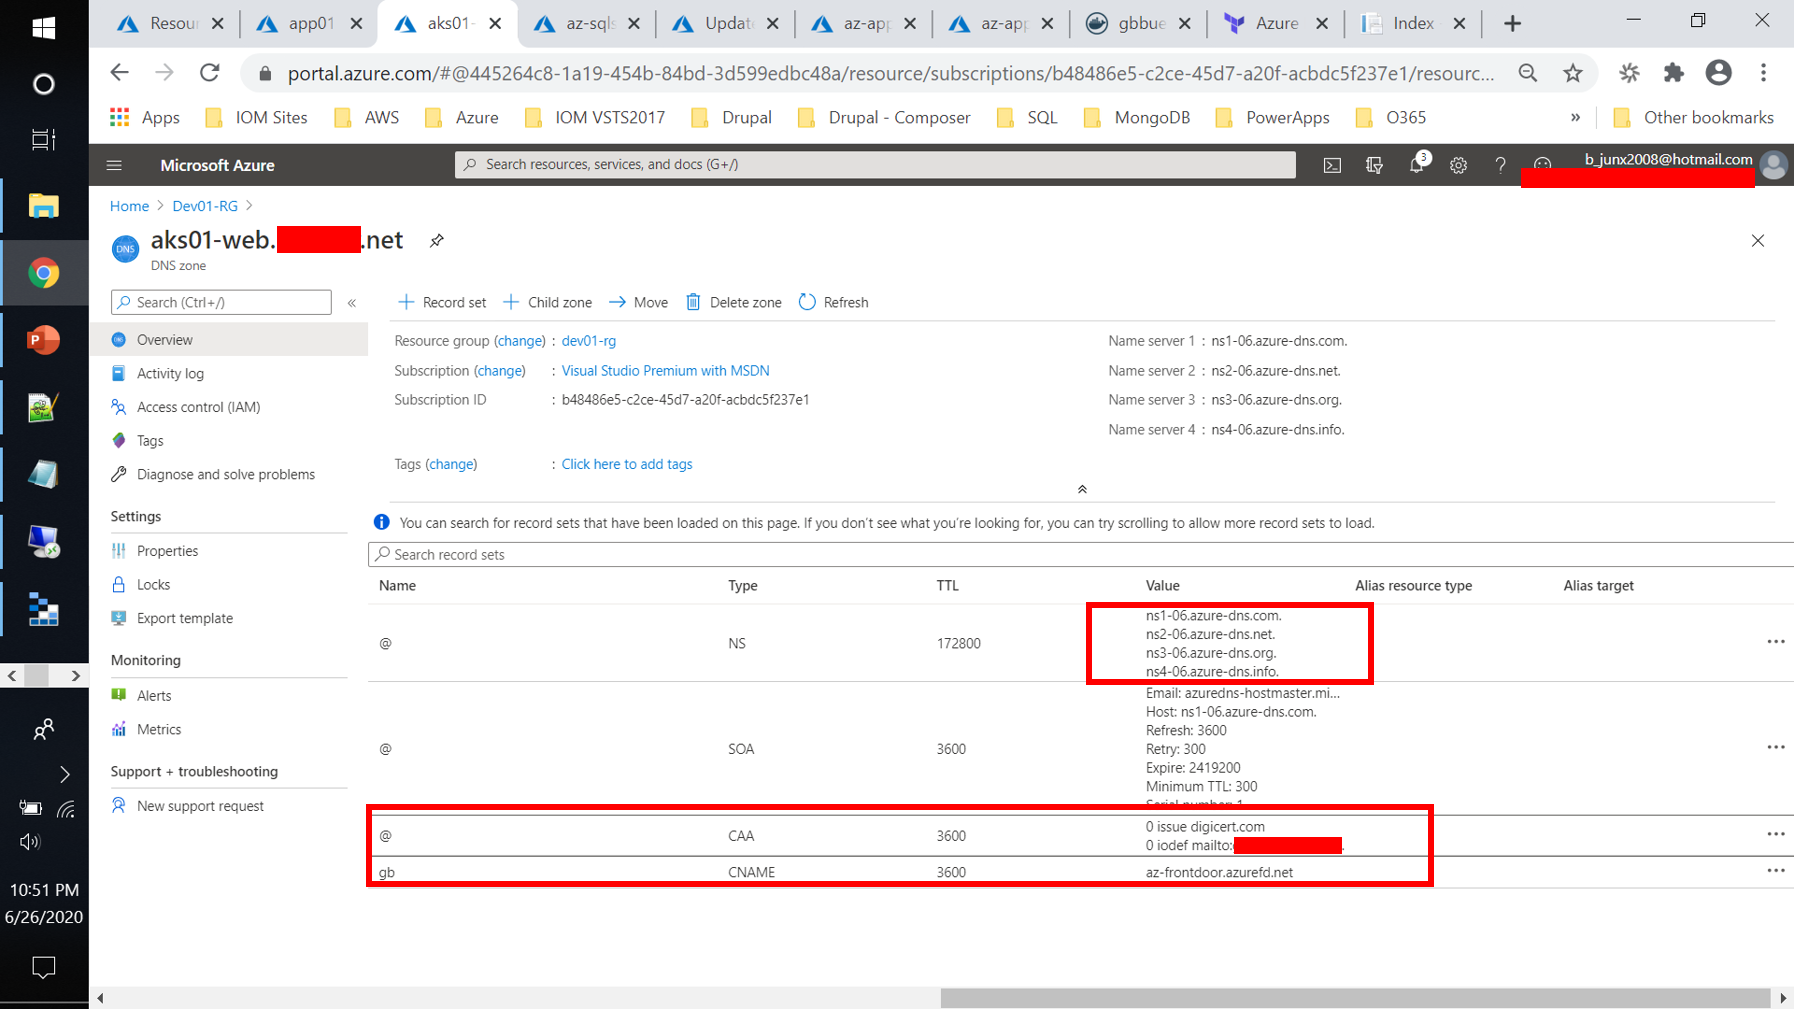 Resour
app01
aks01-
az-sqls
Update
az-app
az-app
gbbue
Azure
Index
portal.azure.com/#@445264c8-1a19-454b-84bd-3d599edbc48a/resource/subscriptions/b48486e5-c2ce-45d7-a20f-acbdc5f237e1/resourc...
Apps
IOM Sites
AWS
Azure
IOM VSTS2017
Drupal
Drupal - Composer
SQL
MongoDB
PowerApps
O365
»
Other bookmarks
Microsoft Azure
Search resources, services, and docs (G+/)
3
b_junx2008@hotmail.com
Home > Dev01-RG >
DNS
aks01-web.
.net
DNS zone
Search (Ctrl+/)
«
Record set
Child zone
Move
Delete zone
Refresh
Overview
Activity log
Access control (IAM)
Tags
Diagnose and solve problems
Settings
Properties
Locks
Export template
Monitoring
Alerts
Metrics
Support + troubleshooting
New support request
Resource group (change) : dev01-rg
Subscription (change) : Visual Studio Premium with MSDN
Subscription ID : b48486e5-c2ce-45d7-a20f-acbdc5f237e1
Tags (change) : Click here to add tags
Name server 1 : ns1-06.azure-dns.com.
Name server 2 : ns2-06.azure-dns.net.
Name server 3 : ns3-06.azure-dns.org.
Name server 4 : ns4-06.azure-dns.info.
You can search for record sets that have been loaded on this page. If you don't see what you're looking for, you can try scrolling to allow more record sets to load.
Search record sets
Name Type TTL Value Alias resource type Alias target
@ NS 172800
ns1-06.azure-dns.com.
ns2-06.azure-dns.net.
ns3-06.azure-dns.org.
ns4-06.azure-dns.info.
@ SOA 3600
Email: azuredns-hostmaster.mi...
Host: ns1-06.azure-dns.com.
Refresh: 3600
Retry: 300
Expire: 2419200
Minimum TTL: 300
Serial number: 1
@ CAA 3600
0 issue digicert.com
0 iodef mailto:
gb CNAME 3600 az-frontdoor.azurefd.net
10:51 PM
6/26/2020